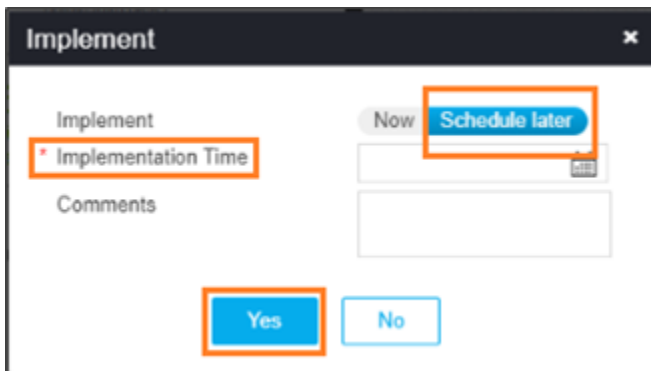 Implement
Implement Now Schedule later
* Implementation Time
Comments
Yes No